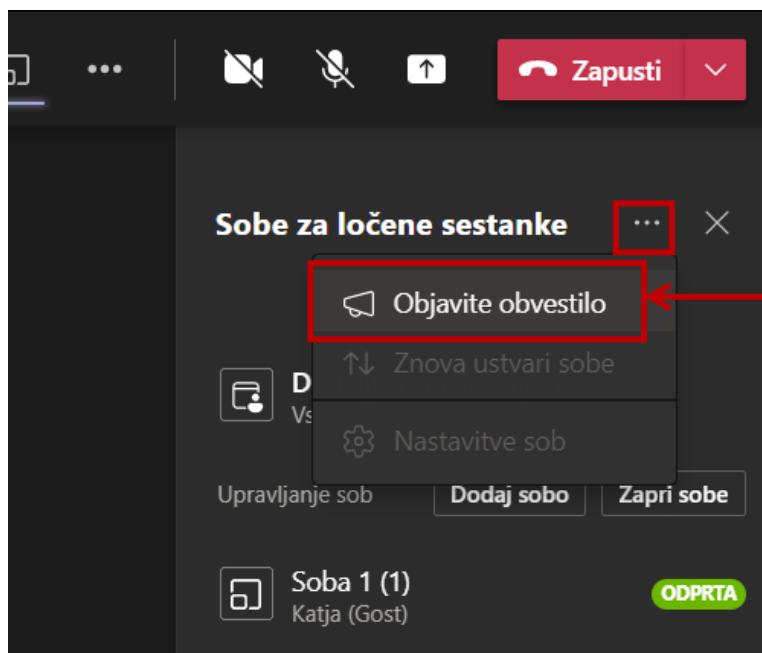 Zapusti
Sobe za ločene sestanke
Objavite obvestilo
Znova ustvari sobe
Nastavitve sob
Upravljanje sob
Dodaj sobo
Zapri sobe
Soba 1 (1)
Katja (Gost)
ODPRTA